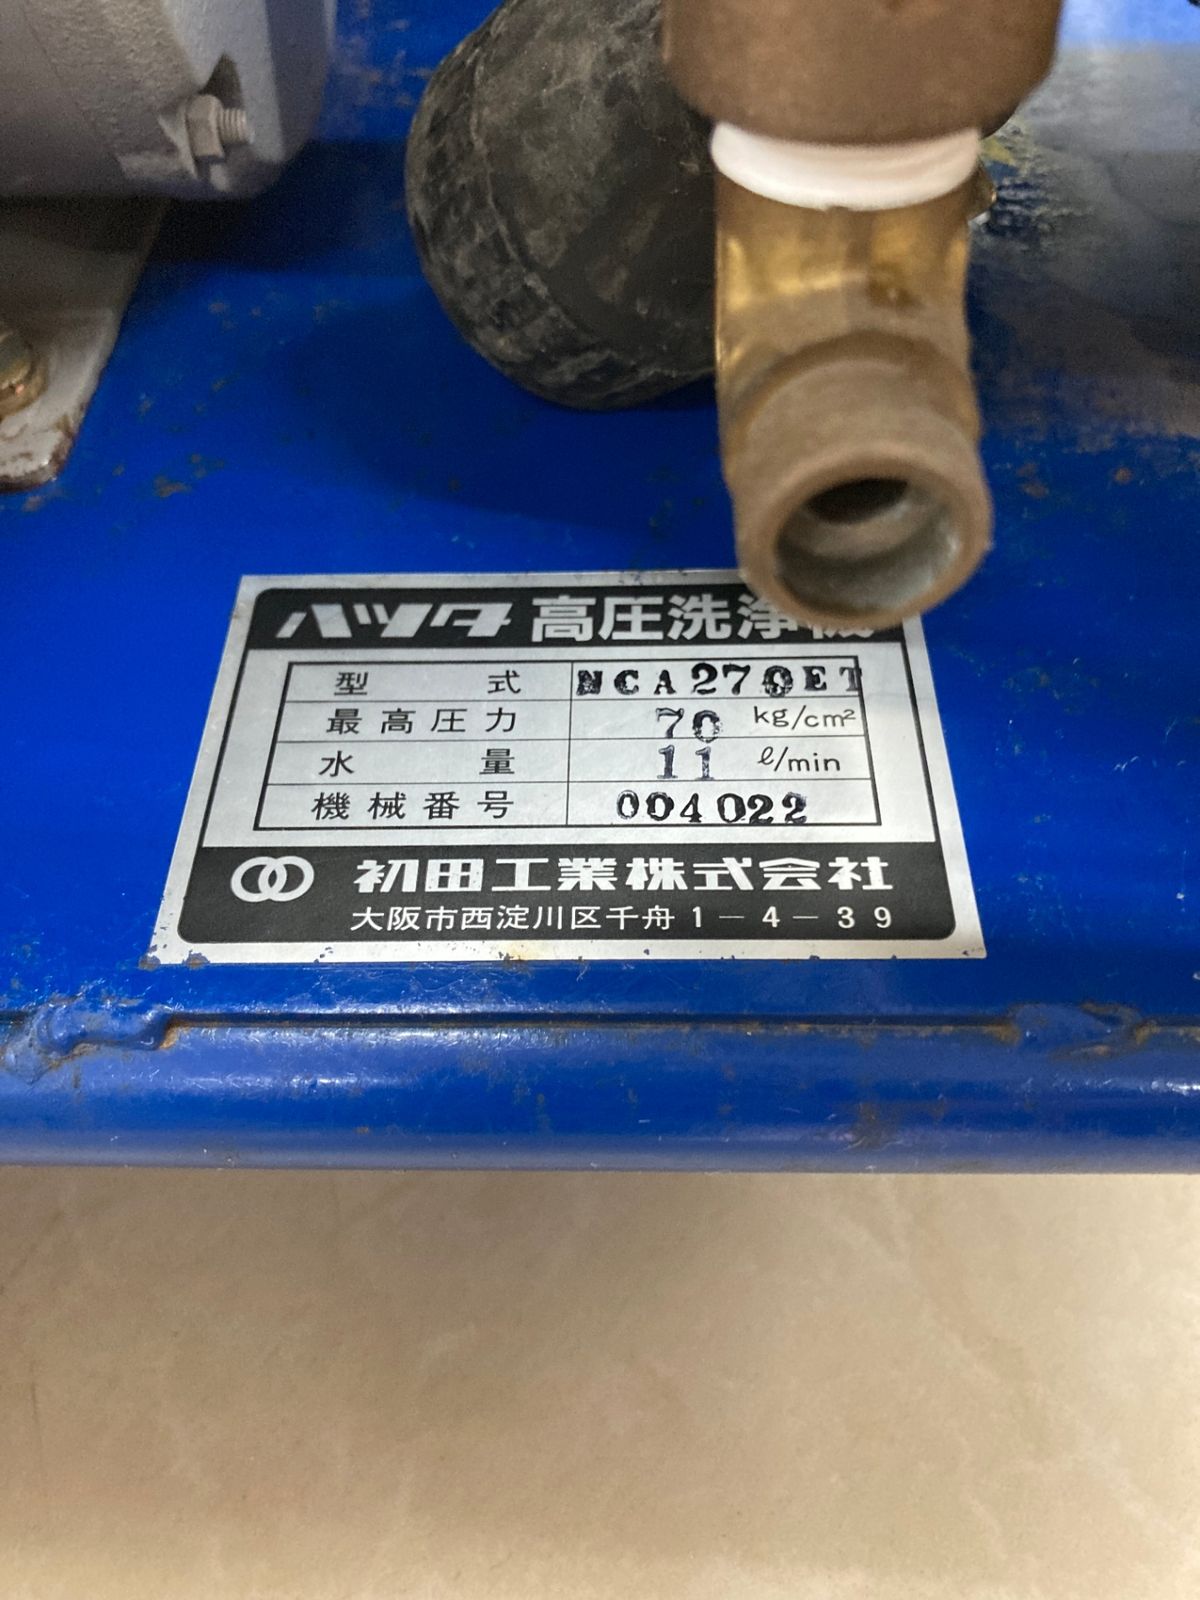 ハツタ 高圧洗浄機
型式 NCA270ET
最高圧力 70 kg/cm²
水量 11 ℓ/min
機械番号 004022
初田工業株式会社
大阪市西淀川区千舟1-4-39